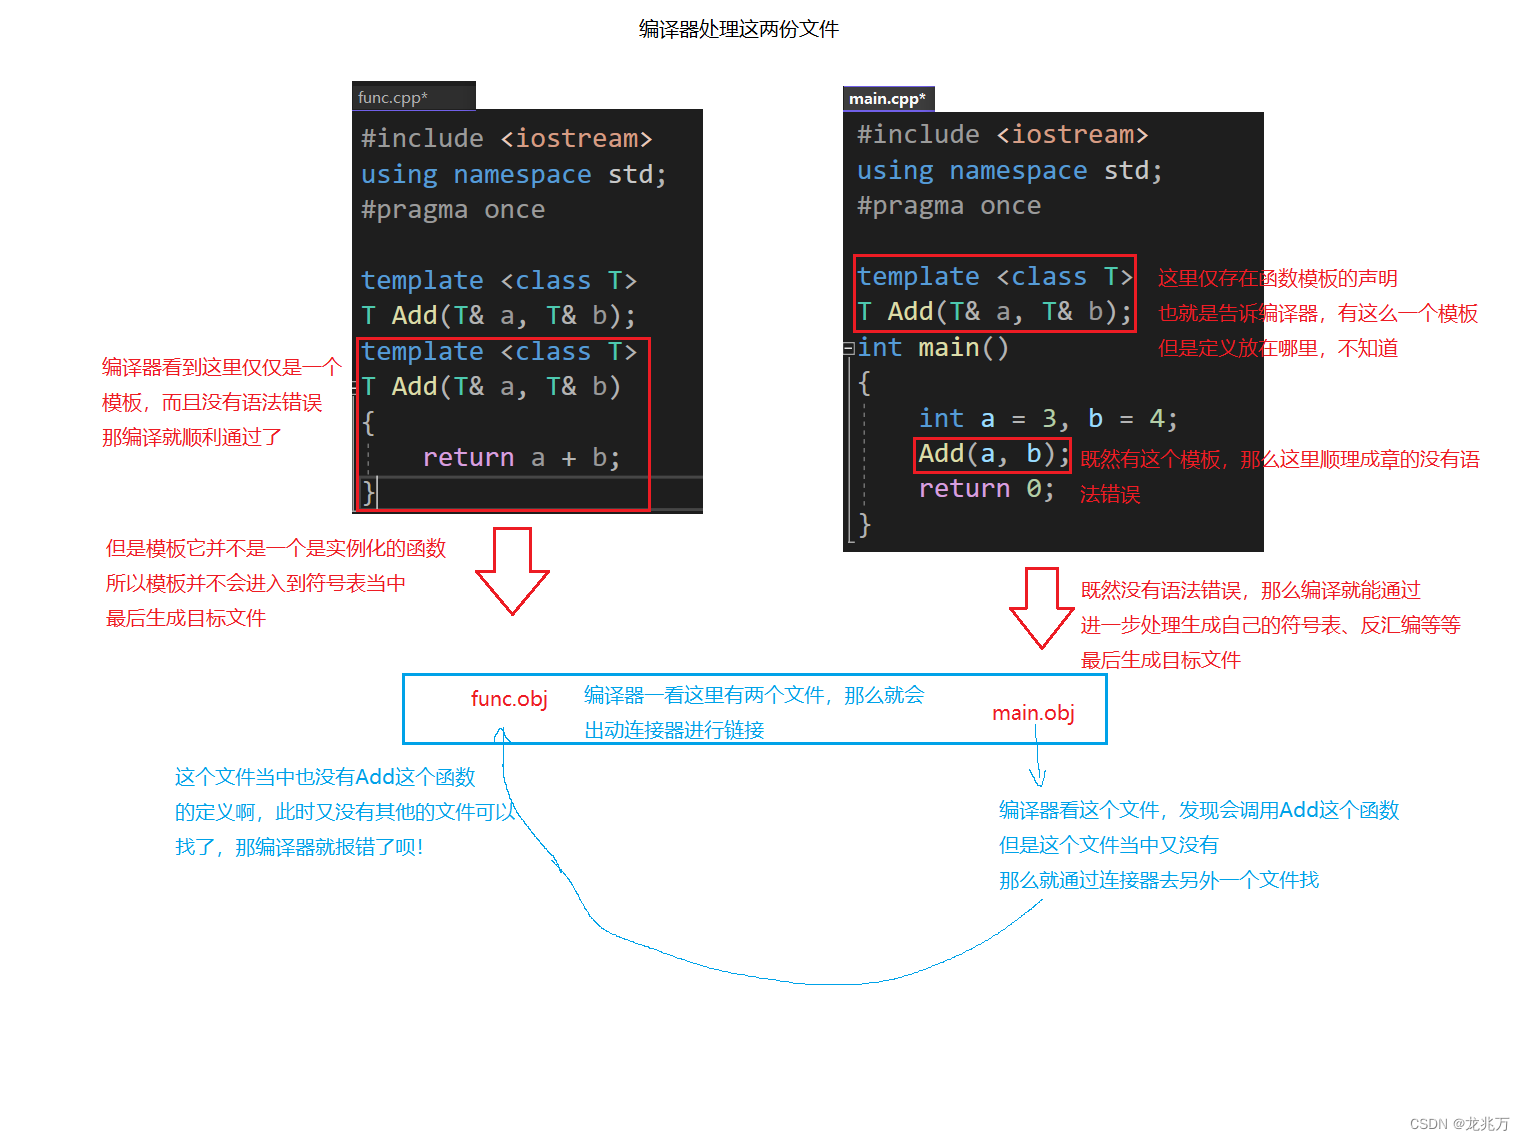 编译器处理这两份文件
func.cpp*
#include <iostream>
using namespace std;
#pragma once
template <class T>
T Add(T& a, T& b);
template <class T>
T Add(T& a, T& b)
{
return a + b;
}
编译器看到这里仅仅是一个
模板，而且没有语法错误
那编译就顺利通过了
main.cpp*
#include <iostream>
using namespace std;
#pragma once
template <class T>
T Add(T& a, T& b);
int main()
{
int a = 3, b = 4;
Add(a, b);
return 0;
}
这里仅存在函数模板的声明
也就是告诉编译器，有这么一个模板
但是定义放在哪里，不知道
既然有这个模板，那么这里顺理成章的没有语
法错误
但是模板它并不是一个是实例化的函数
所以模板并不会进入到符号表当中
最后生成目标文件
既然没有语法错误，那么编译就能通过
进一步处理生成自己的符号表、反汇编等等
最后生成目标文件
func.obj
编译器一看这里有两个文件，那么就会
出动连接器进行链接
main.obj
这个文件当中也没有Add这个函数
的定义啊，此时又没有其他的文件可以
找了，那编译器就报错了呗！
编译器看这个文件，发现会调用Add这个函数
但是这个文件当中又没有
那么就通过连接器去另外一个文件找
CSDN @龙兆万